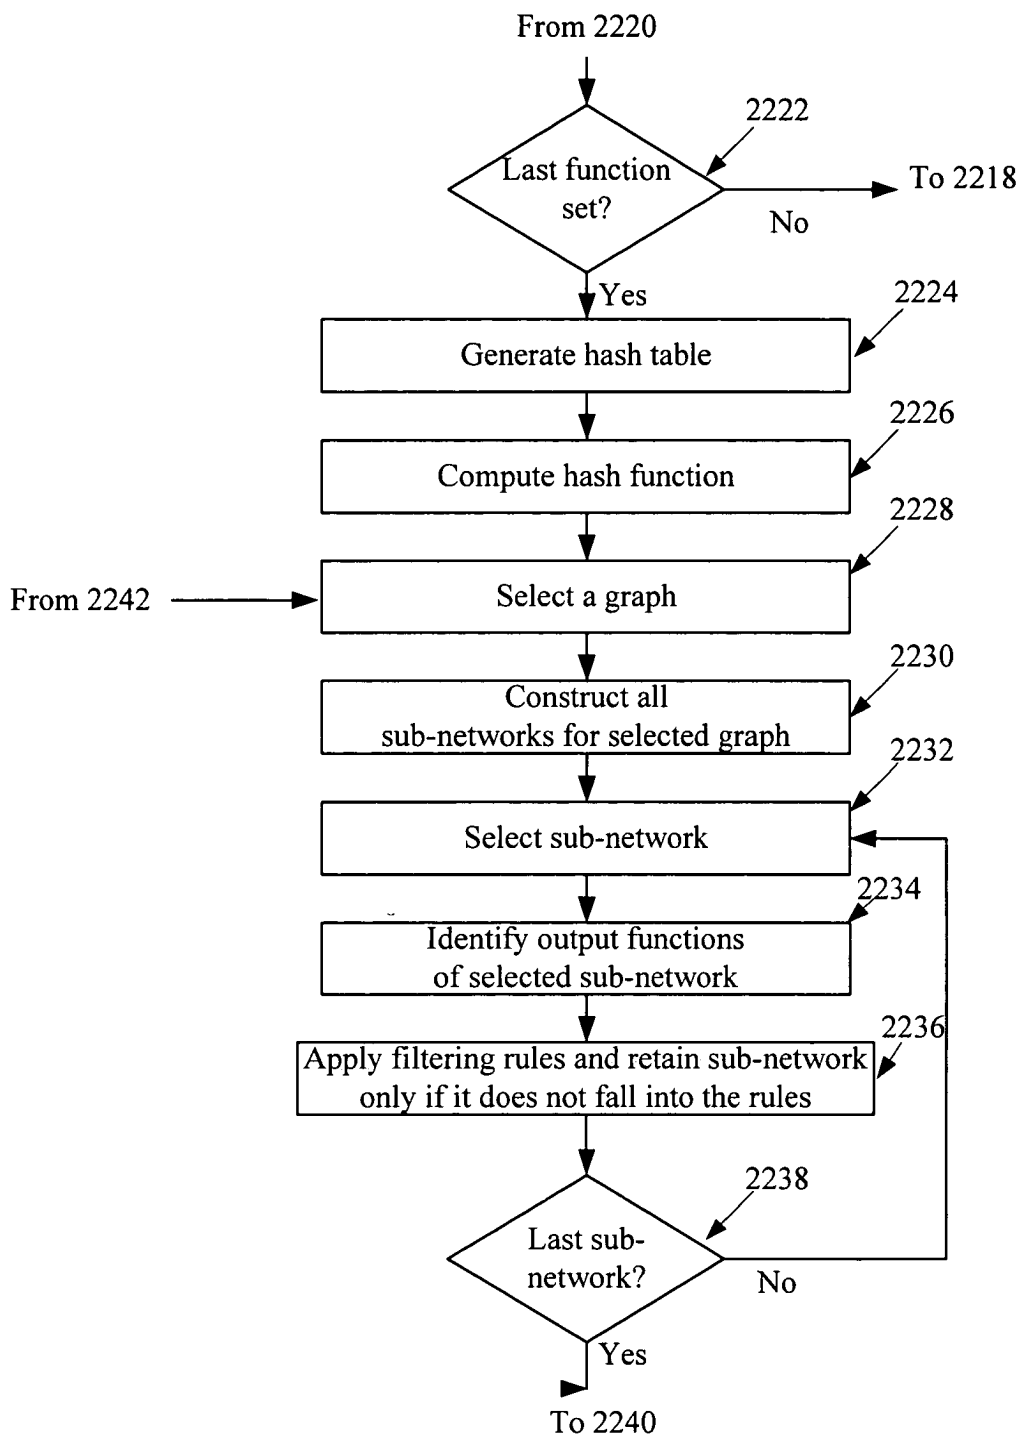 From 2220
2222
Last function
set?
To 2218
No
Yes
2224
Generate hash table
2226
Compute hash function
2228
From 2242
Select a graph
2230
Construct all
sub-networks for selected graph
2232
Select sub-network
2234
Identify output functions
of selected sub-network
2236
Apply filtering rules and retain sub-network
only if it does not fall into the rules
2238
Last sub-
network?
No
Yes
To 2240